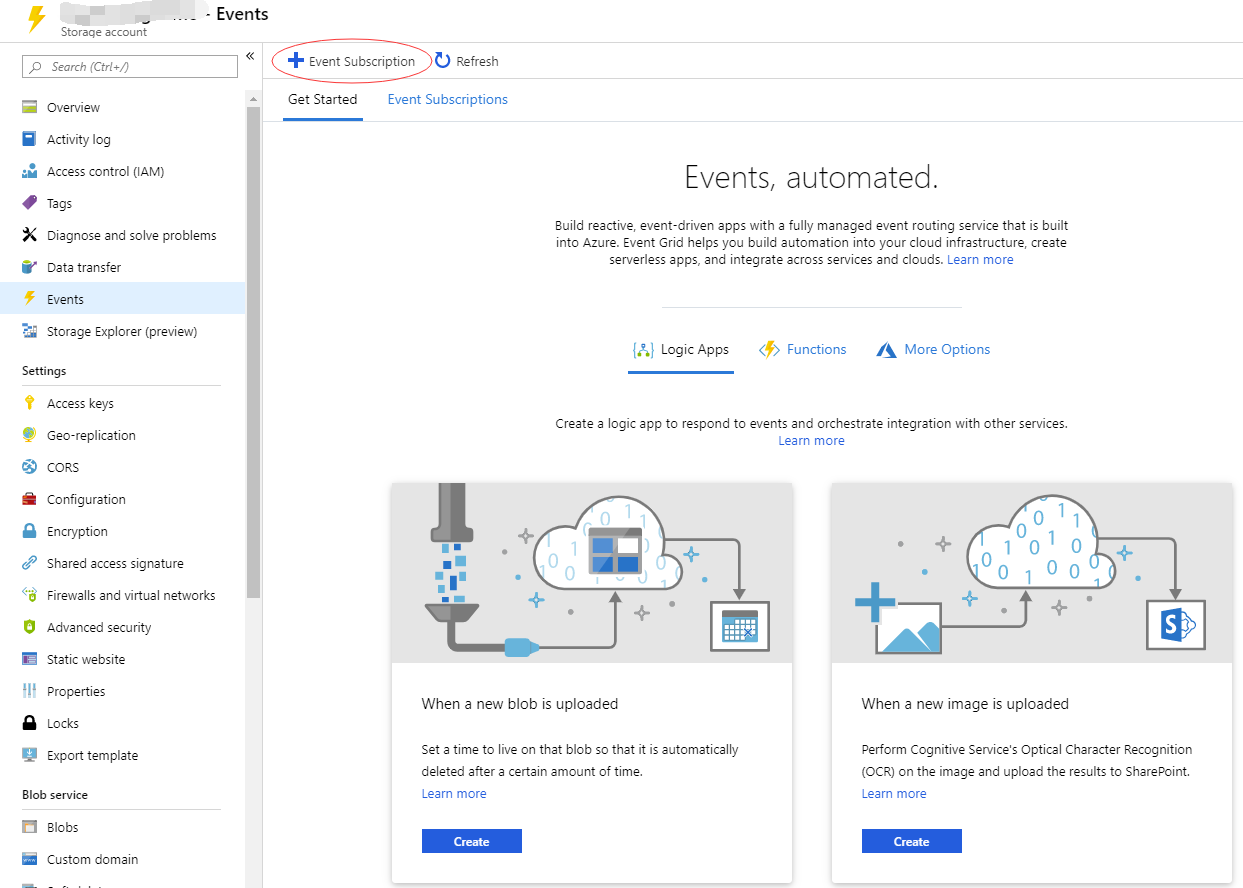 - Events
Storage account
Search (Ctrl+/)
«
Overview
Activity log
Access control (IAM)
Tags
Diagnose and solve problems
Data transfer
Events
Storage Explorer (preview)
Settings
Access keys
Geo-replication
CORS
Configuration
Encryption
Shared access signature
Firewalls and virtual networks
Advanced security
Static website
Properties
Locks
Export template
Blob service
Blobs
Custom domain
Event Subscription
Refresh
Get Started
Event Subscriptions
Events, automated.
Build reactive, event-driven apps with a fully managed event routing service that is built
into Azure. Event Grid helps you build automation into your cloud infrastructure, create
serverless apps, and integrate across services and clouds. Learn more
Logic Apps
Functions
More Options
Create a logic app to respond to events and orchestrate integration with other services.
Learn more
When a new blob is uploaded
Set a time to live on that blob so that it is automatically
deleted after a certain amount of time.
Learn more
Create
When a new image is uploaded
Perform Cognitive Service's Optical Character Recognition
(OCR) on the image and upload the results to SharePoint.
Learn more
Create